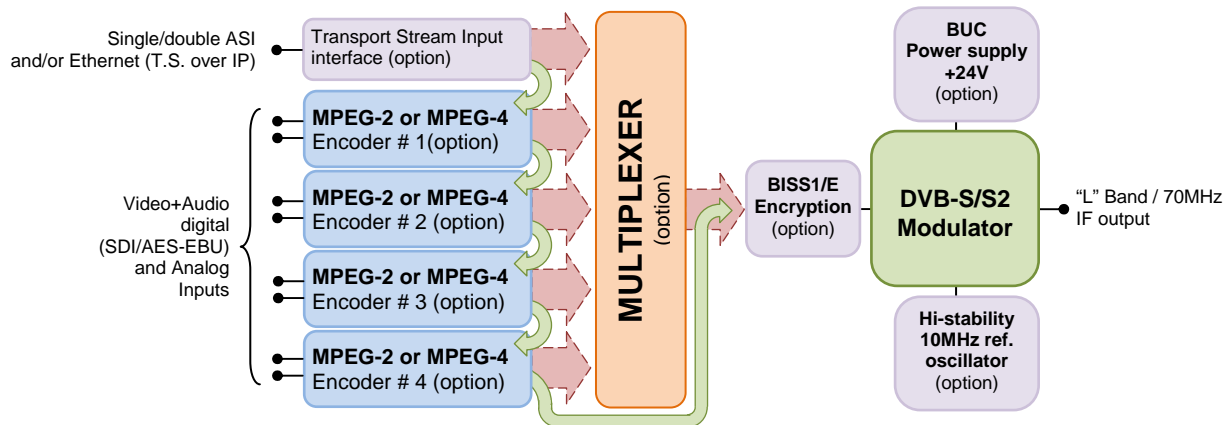 Single/double ASI
and/or Ethernet (T.S. over IP)
Transport Stream Input
interface (option)
MPEG-2 or MPEG-4
Encoder # 1(option)
MPEG-2 or MPEG-4
Encoder # 2 (option)
MPEG-2 or MPEG-4
Encoder # 3 (option)
MPEG-2 or MPEG-4
Encoder # 4 (option)
Video+Audio
digital
(SDI/AES-EBU)
and Analog
Inputs
MULTIPLEXER
(option)
BISS1/E
Encryption
(option)
BUC
Power supply
+24V
(option)
DVB-S/S2
Modulator
Hi-stability
10MHz ref.
oscillator
(option)
“L” Band / 70MHz
IF output